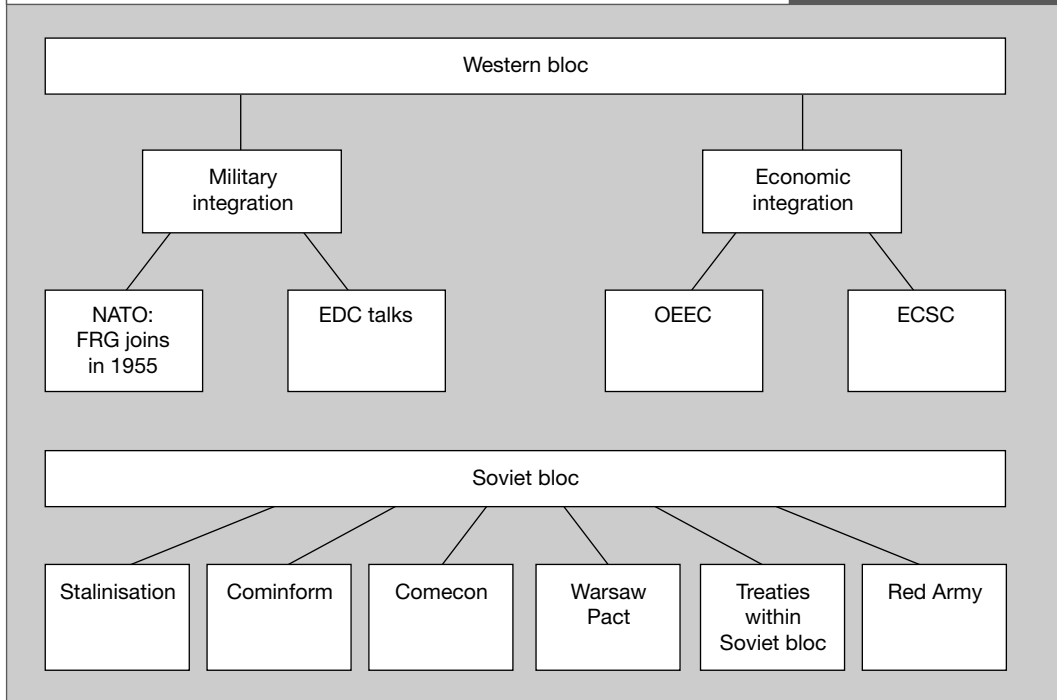 Western bloc
Military
integration
Economic
integration
NATO:
FRG joins
in 1955
EDC talks
OEEC
ECSC
Soviet bloc
Stalinisation
Cominform
Comecon
Warsaw
Pact
Treaties
within
Soviet bloc
Red Army